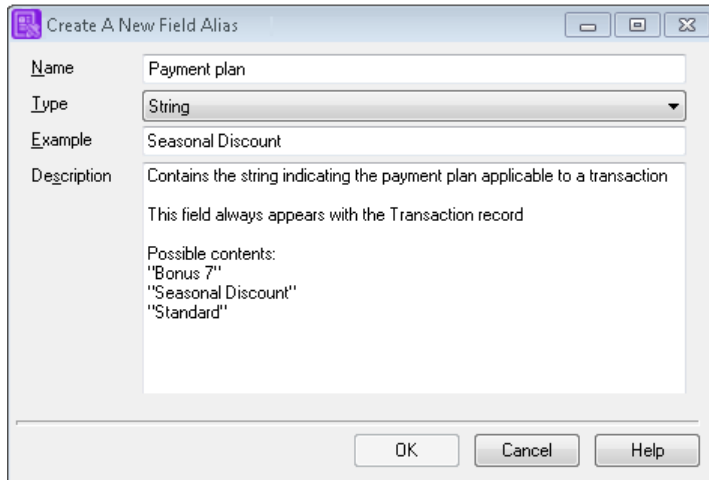 Create A New Field Alias
Name
Payment plan
Type
String
Example
Seasonal Discount
Description
Contains the string indicating the payment plan applicable to a transaction
This field always appears with the Transaction record
Possible contents:
"Bonus 7"
"Seasonal Discount"
"Standard"
OK
Cancel
Help